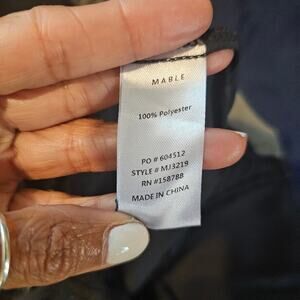 MABLE
100% Polyester
PO # 604512
STYLE # MJ3219
RN #158788
MADE IN CHINA